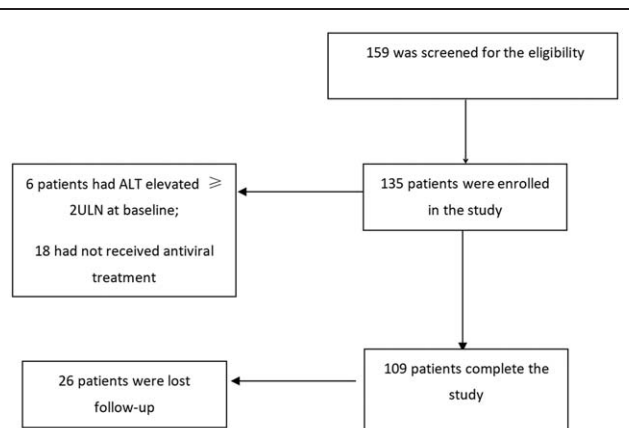 159 was screened for the eligibility
6 patients had ALT elevated ≥
2ULN at baseline;
18 had not received antiviral
treatment
135 patients were enrolled
in the study
26 patients were lost
follow-up
109 patients complete the
study